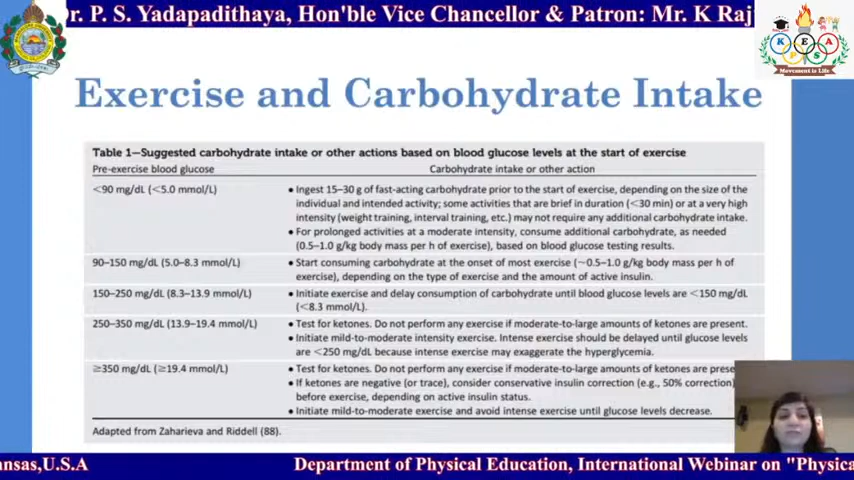 r. P. S. Yadapadithaya, Hon'ble Vice Chancellor & Patron: Mr. K Raj
K E A
P S
Movement is Life
Exercise and Carbohydrate Intake
Table 1—Suggested carbohydrate intake or other actions based on blood glucose levels at the start of exercise
Pre-exercise blood glucose Carbohydrate intake or other action
<90 mg/dL (<5.0 mmol/L) • Ingest 15–30 g of fast-acting carbohydrate prior to the start of exercise, depending on the size of the
individual and intended activity; some activities that are brief in duration (<30 min) or at a very high
intensity (weight training, interval training, etc.) may not require any additional carbohydrate intake.
• For prolonged activities at a moderate intensity, consume additional carbohydrate, as needed
(0.5–1.0 g/kg body mass per h of exercise), based on blood glucose testing results.
90–150 mg/dL (5.0–8.3 mmol/L) • Start consuming carbohydrate at the onset of most exercise (~0.5–1.0 g/kg body mass per h of
exercise), depending on the type of exercise and the amount of active insulin.
150–250 mg/dL (8.3–13.9 mmol/L) • Initiate exercise and delay consumption of carbohydrate until blood glucose levels are <150 mg/dL
(<8.3 mmol/L).
250–350 mg/dL (13.9–19.4 mmol/L) • Test for ketones. Do not perform any exercise if moderate-to-large amounts of ketones are present.
• Initiate mild-to-moderate intensity exercise. Intense exercise should be delayed until glucose levels
are <250 mg/dL because intense exercise may exaggerate the hyperglycemia.
≥350 mg/dL (≥19.4 mmol/L) • Test for ketones. Do not perform any exercise if moderate-to-large amounts of ketones are prese
• If ketones are negative (or trace), consider conservative insulin correction (e.g., 50% correction)
before exercise, depending on active insulin status.
• Initiate mild-to-moderate exercise and avoid intense exercise until glucose levels decrease.
Adapted from Zaharieva and Riddell (88).
ansas,U.S.A Department of Physical Education, International Webinar on "Physica